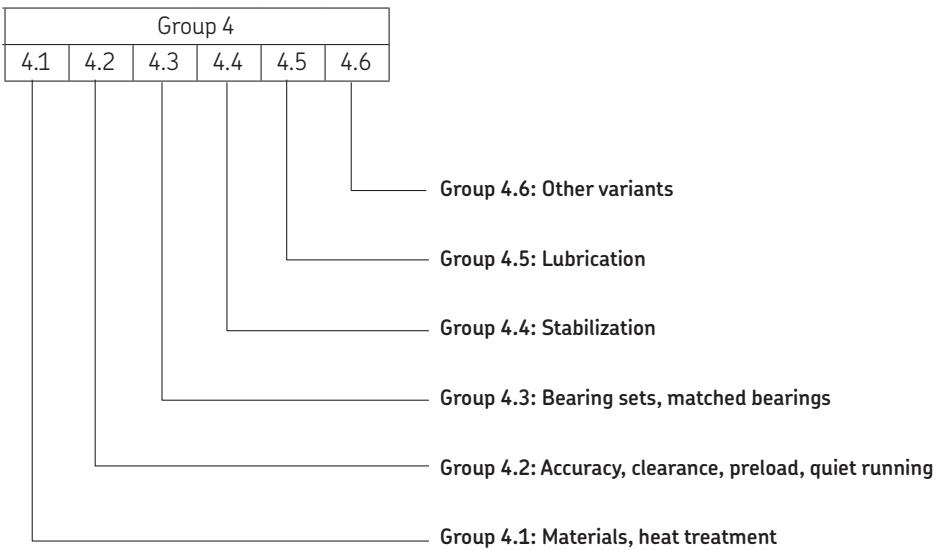 Group 4
4.1 4.2 4.3 4.4 4.5 4.6
Group 4.6: Other variants
Group 4.5: Lubrication
Group 4.4: Stabilization
Group 4.3: Bearing sets, matched bearings
Group 4.2: Accuracy, clearance, preload, quiet running
Group 4.1: Materials, heat treatment